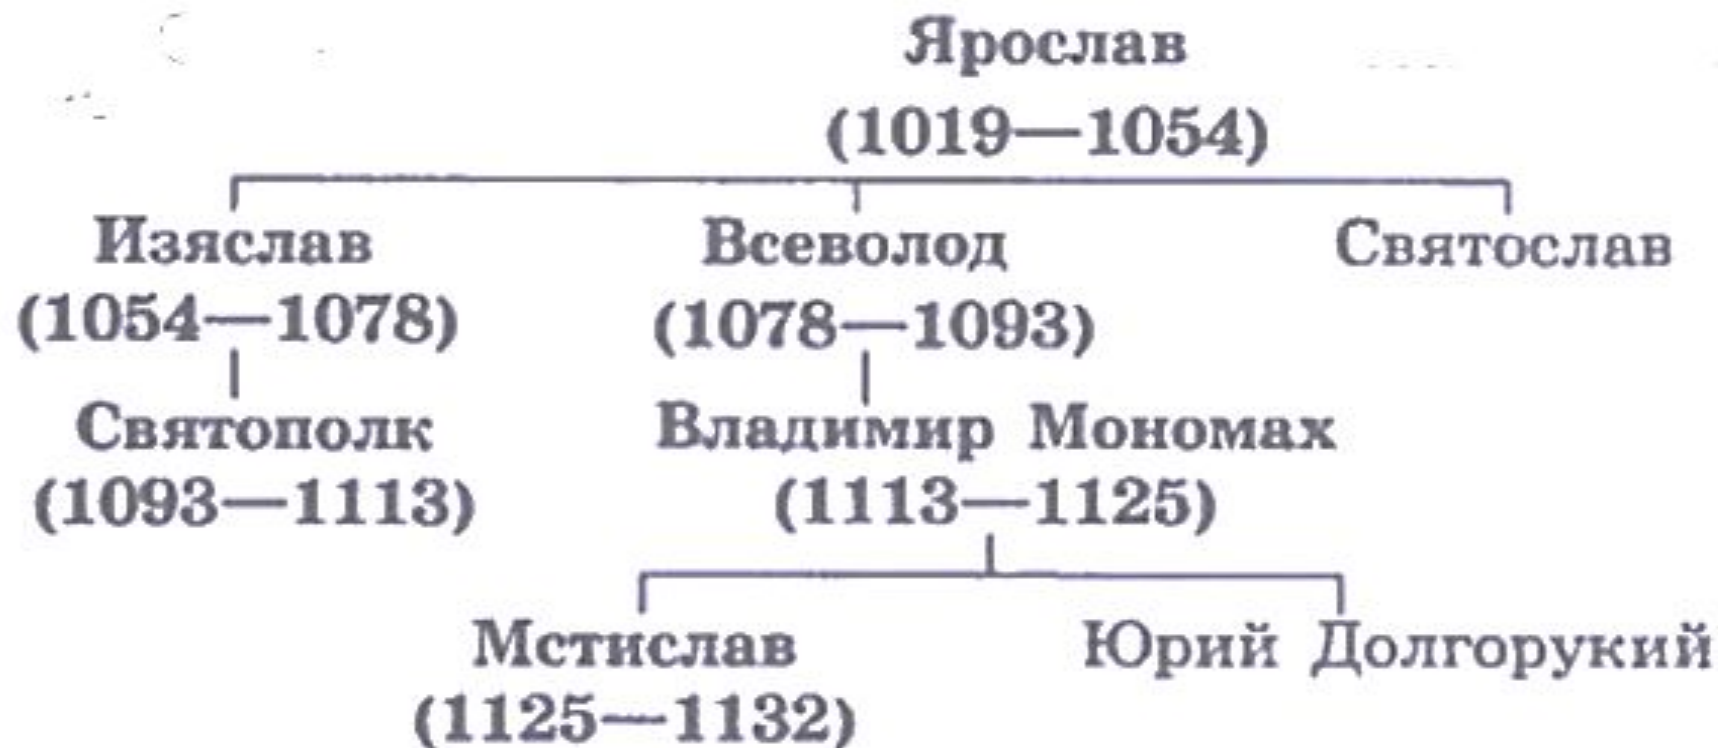 Ярослав
(1019—1054)
Изяслав Всеволод Святослав
(1054—1078) (1078—1093)
Святополк Владимир Мономах
(1093—1113) (1113—1125)
Мстислав Юрий Долгорукий
(1125—1132)